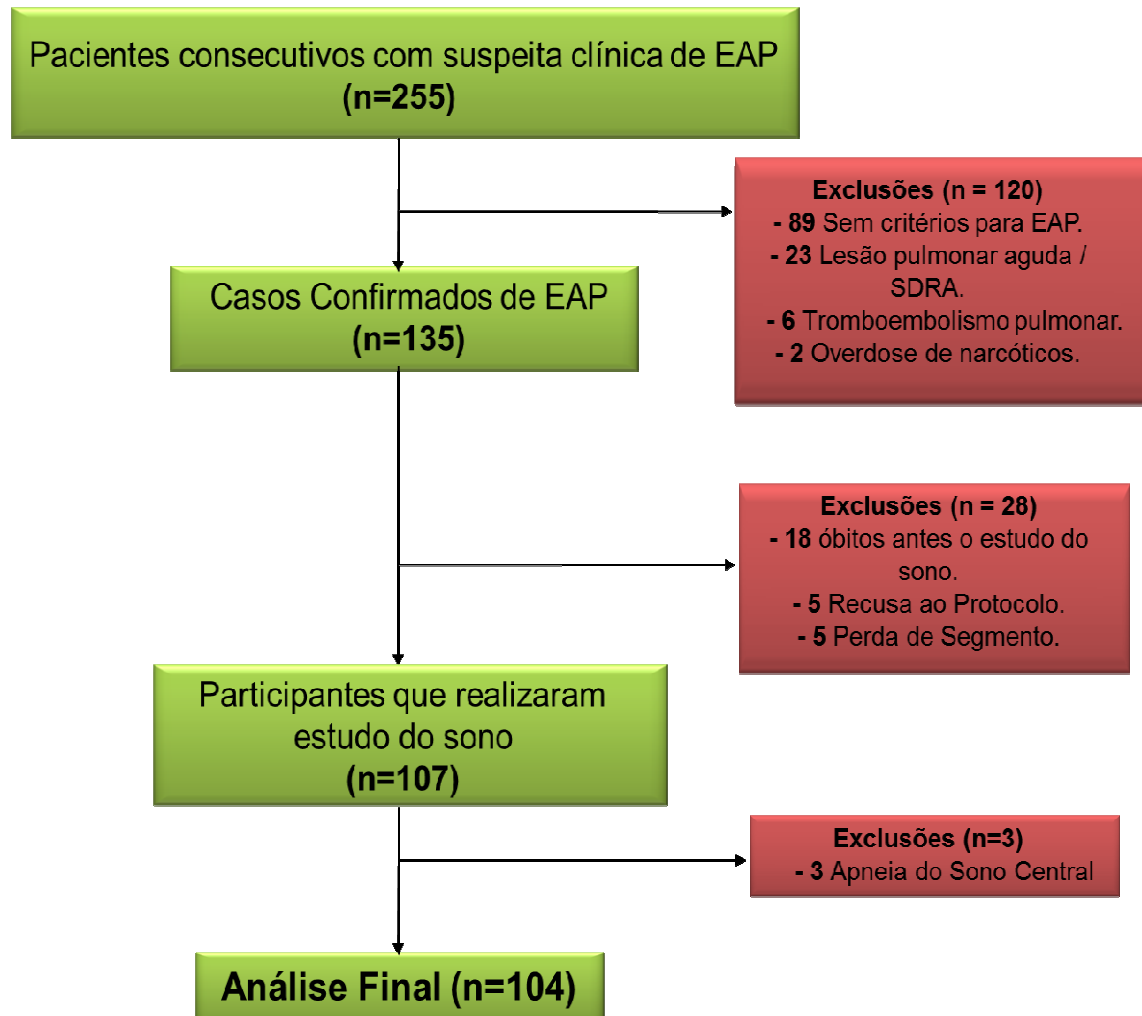 Pacientes consecutivos com suspeita clínica de EAP
(n=255)
Exclusões (n = 120)
- 89 Sem critérios para EAP.
- 23 Lesão pulmonar aguda /
SDRA.
- 6 Tromboembolismo pulmonar.
- 2 Overdose de narcóticos.
Casos Confirmados de EAP
(n=135)
Exclusões (n = 28)
- 18 óbitos antes o estudo do
sono.
- 5 Recusa ao Protocolo.
- 5 Perda de Segmento.
Participantes que realizaram
estudo do sono
(n=107)
Exclusões (n=3)
- 3 Apneia do Sono Central
Análise Final (n=104)